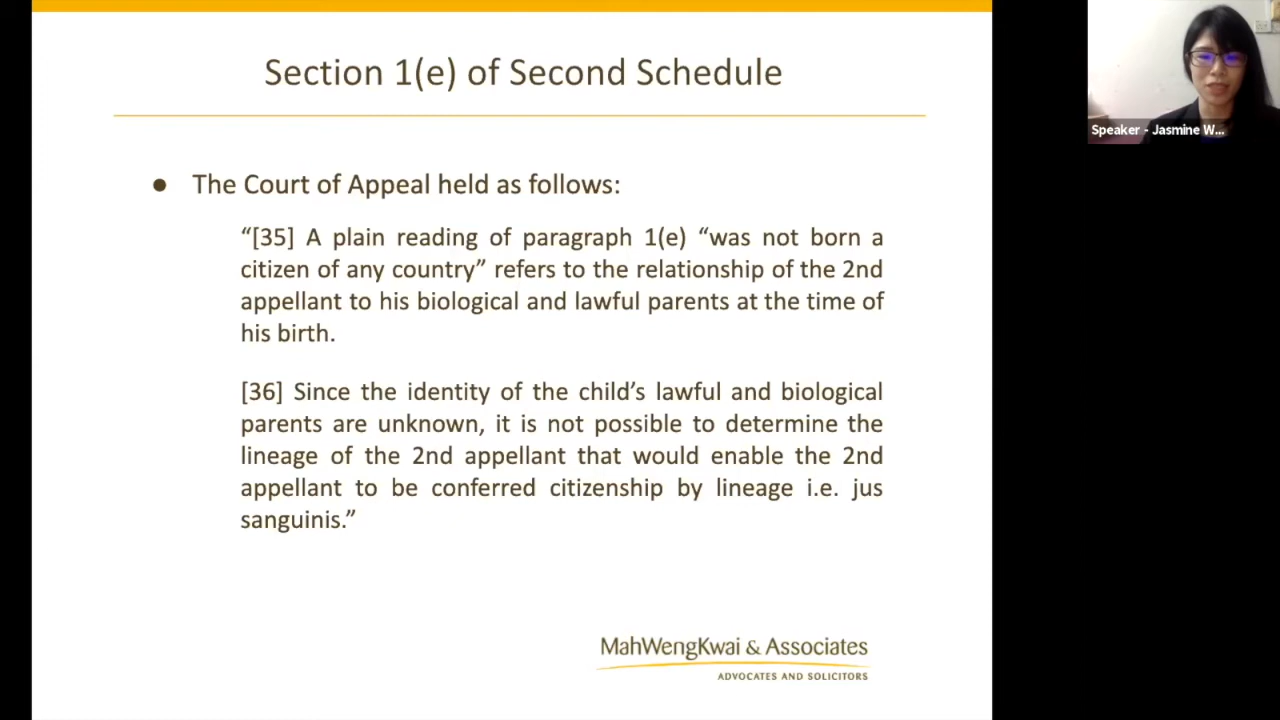 Section 1(e) of Second Schedule
● The Court of Appeal held as follows:
“[35] A plain reading of paragraph 1(e) “was not born a
citizen of any country” refers to the relationship of the 2nd
appellant to his biological and lawful parents at the time of
his birth.
[36] Since the identity of the child’s lawful and biological
parents are unknown, it is not possible to determine the
lineage of the 2nd appellant that would enable the 2nd
appellant to be conferred citizenship by lineage i.e. jus
sanguinis.”
MahWengKwai & Associates
ADVOCATES AND SOLICITORS
Speaker - Jasmine W...